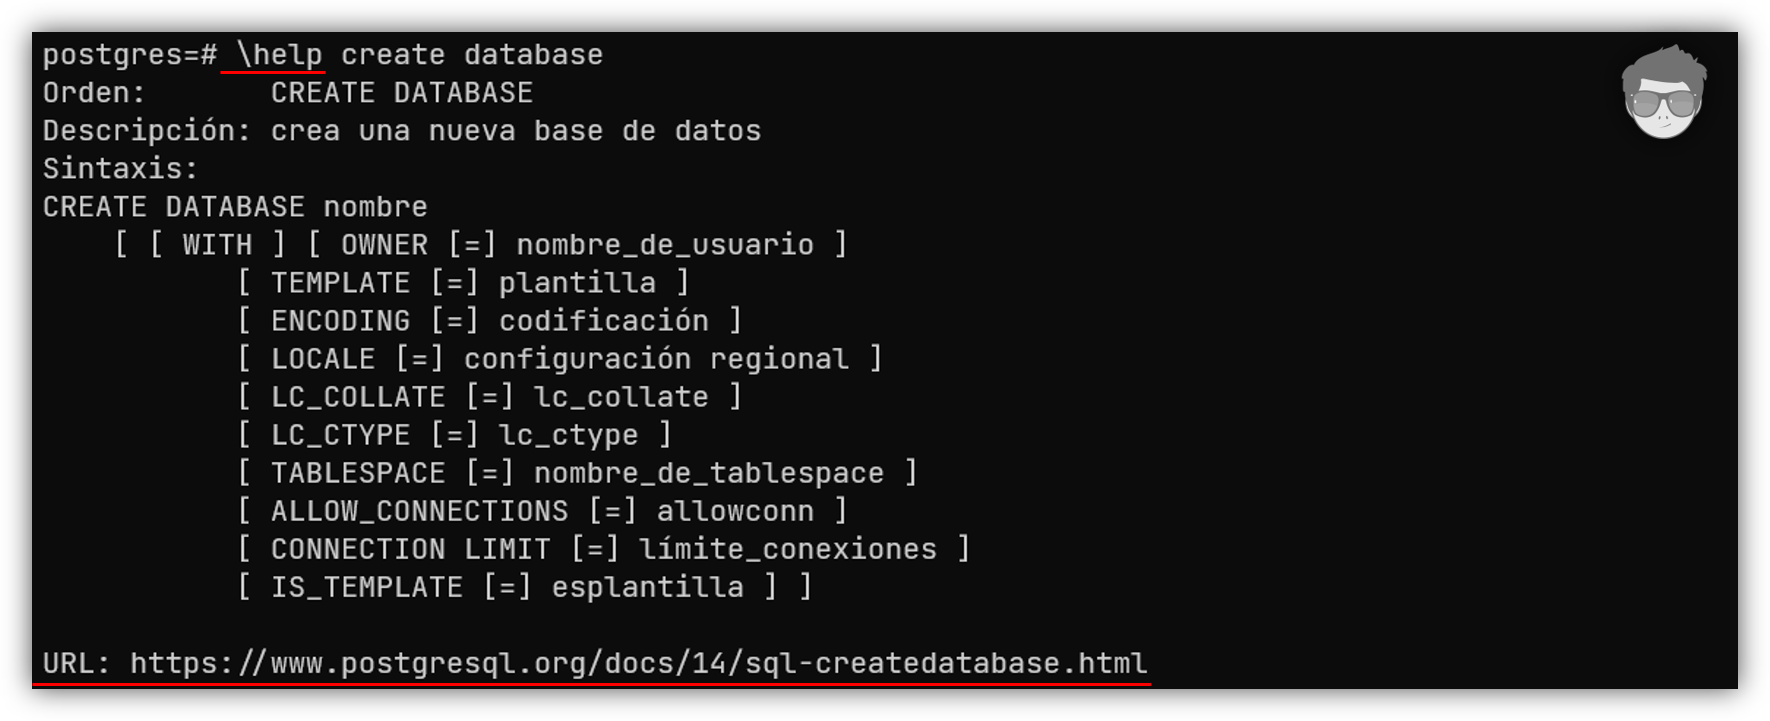 postgres=# \help create database
Orden:       CREATE DATABASE
Descripción: crea una nueva base de datos
Sintaxis:
CREATE DATABASE nombre
    [ [ WITH ] [ OWNER [=] nombre_de_usuario ]
           [ TEMPLATE [=] plantilla ]
           [ ENCODING [=] codificación ]
           [ LOCALE [=] configuración regional ]
           [ LC_COLLATE [=] lc_collate ]
           [ LC_CTYPE [=] lc_ctype ]
           [ TABLESPACE [=] nombre_de_tablespace ]
           [ ALLOW_CONNECTIONS [=] allowconn ]
           [ CONNECTION LIMIT [=] límite_conexiones ]
           [ IS_TEMPLATE [=] esplantilla ] ]
URL: https://www.postgresql.org/docs/14/sql-createdatabase.html